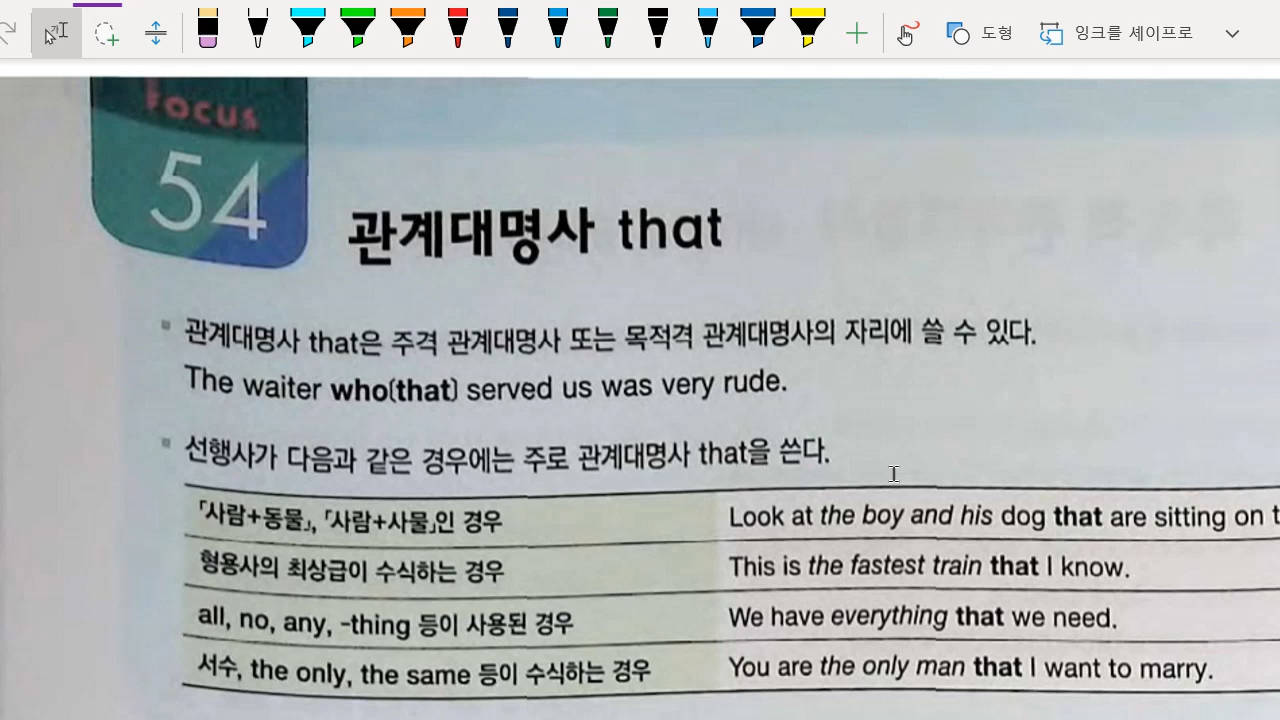 도형
잉크를 셰이프로
Focus
54
관계대명사 that
관계대명사 that은 주격 관계대명사 또는 목적격 관계대명사의 자리에 쓸 수 있다.
The waiter who(that) served us was very rude.
선행사가 다음과 같은 경우에는 주로 관계대명사 that을 쓴다.
「사람+동물」, 「사람+사물」인 경우 Look at the boy and his dog that are sitting on
형용사의 최상급이 수식하는 경우 This is the fastest train that I know.
all, no, any, -thing 등이 사용된 경우 We have everything that we need.
서수, the only, the same 등이 수식하는 경우 You are the only man that I want to marry.